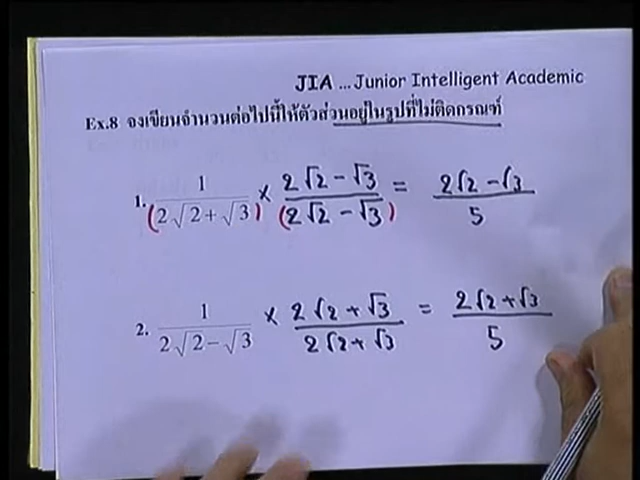 JIA ...Junior Intelligent Academic
Ex.8 จงเขียนจำนวนต่อไปนี้ให้ตัวส่วนอยู่ในรูปที่ไม่ติดกรณฑ์
1. 1/(2√2+√3) × (2√2-√3)/(2√2-√3) = (2√2-√3)/5
2. 1/(2√2-√3) × (2√2+√3)/(2√2+√3) = (2√2+√3)/5